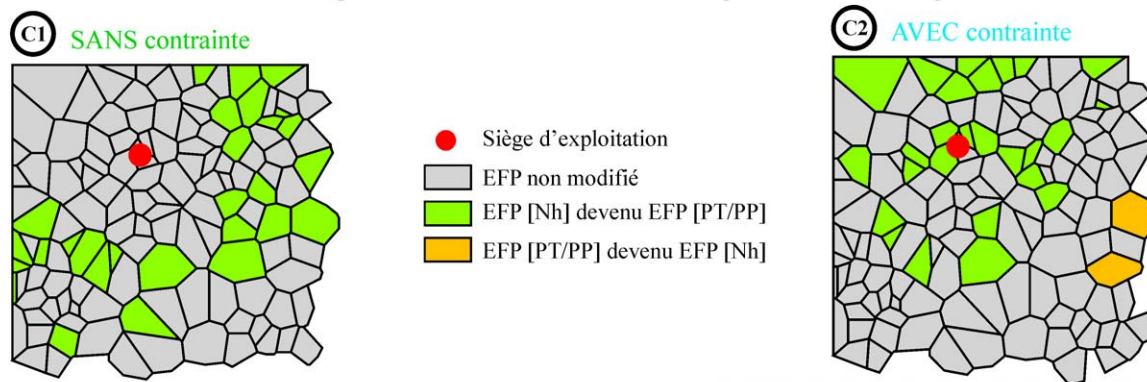 C1 SANS contrainte
C2 AVEC contrainte
Siège d'exploitation
EFP non modifié
EFP [Nh] devenu EFP [PT/PP]
EFP [PT/PP] devenu EFP [Nh]